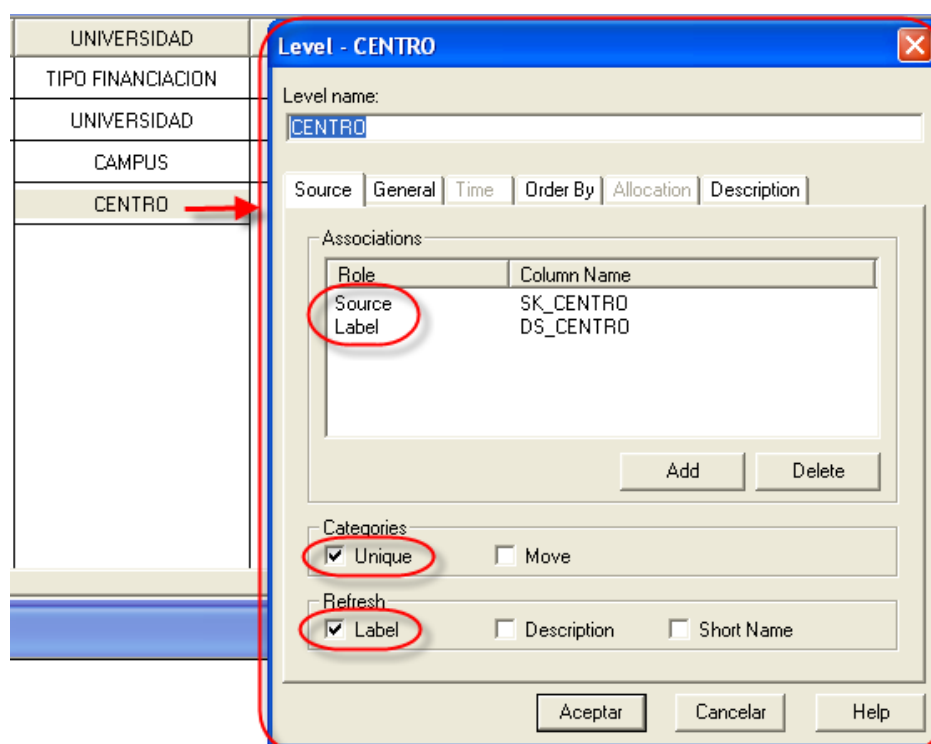 UNIVERSIDAD
TIPO FINANCIACION
UNIVERSIDAD
CAMPUS
CENTRO
Level - CENTRO
Level name:
CENTRO
Source General Time Order By Allocation Description
Associations
Role Column Name
Source SK_CENTRO
Label DS_CENTRO
Add Delete
Categories
Unique Move
Refresh
Label Description Short Name
Aceptar Cancelar Help